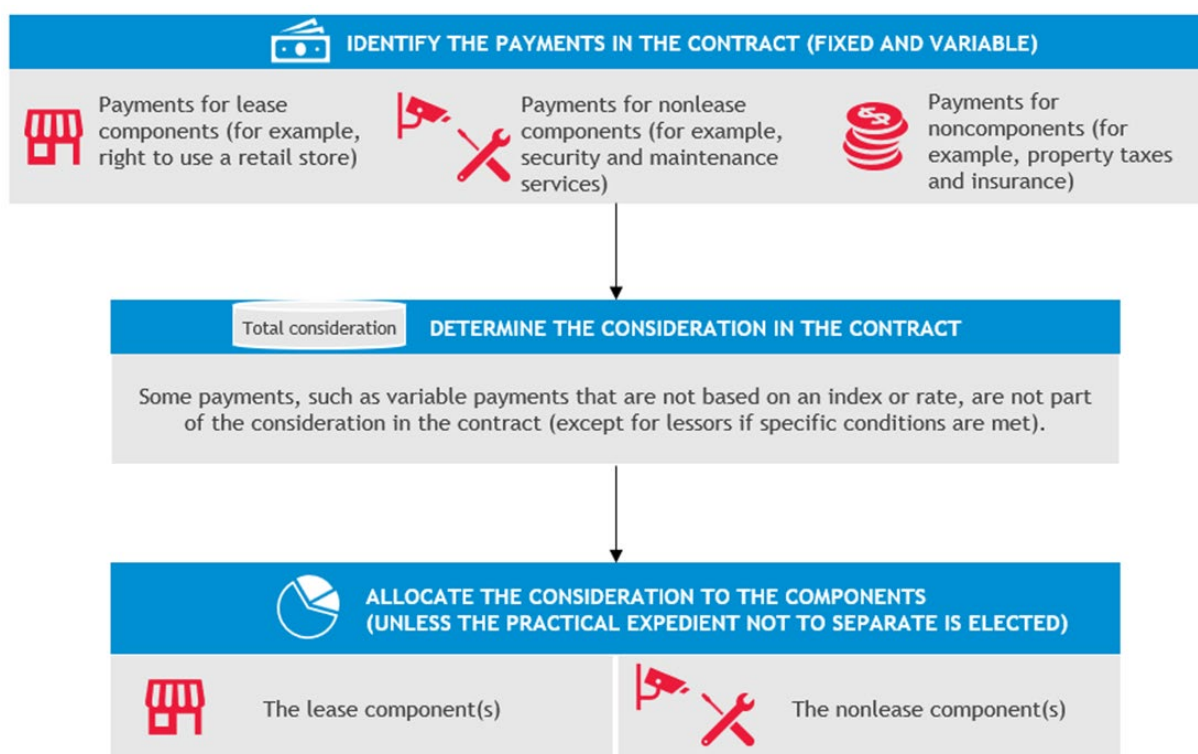 IDENTIFY THE PAYMENTS IN THE CONTRACT (FIXED AND VARIABLE)
Payments for lease
components (for example,
right to use a retail store)
Payments for nonlease
components (for example,
security and maintenance
services)
Payments for
noncomponents (for
example, property taxes
and insurance)
Total consideration
DETERMINE THE CONSIDERATION IN THE CONTRACT
Some payments, such as variable payments that are not based on an index or rate, are not part
of the consideration in the contract (except for lessors if specific conditions are met).
ALLOCATE THE CONSIDERATION TO THE COMPONENTS
(UNLESS THE PRACTICAL EXPEDIENT NOT TO SEPARATE IS ELECTED)
The lease component(s)
The nonlease component(s)